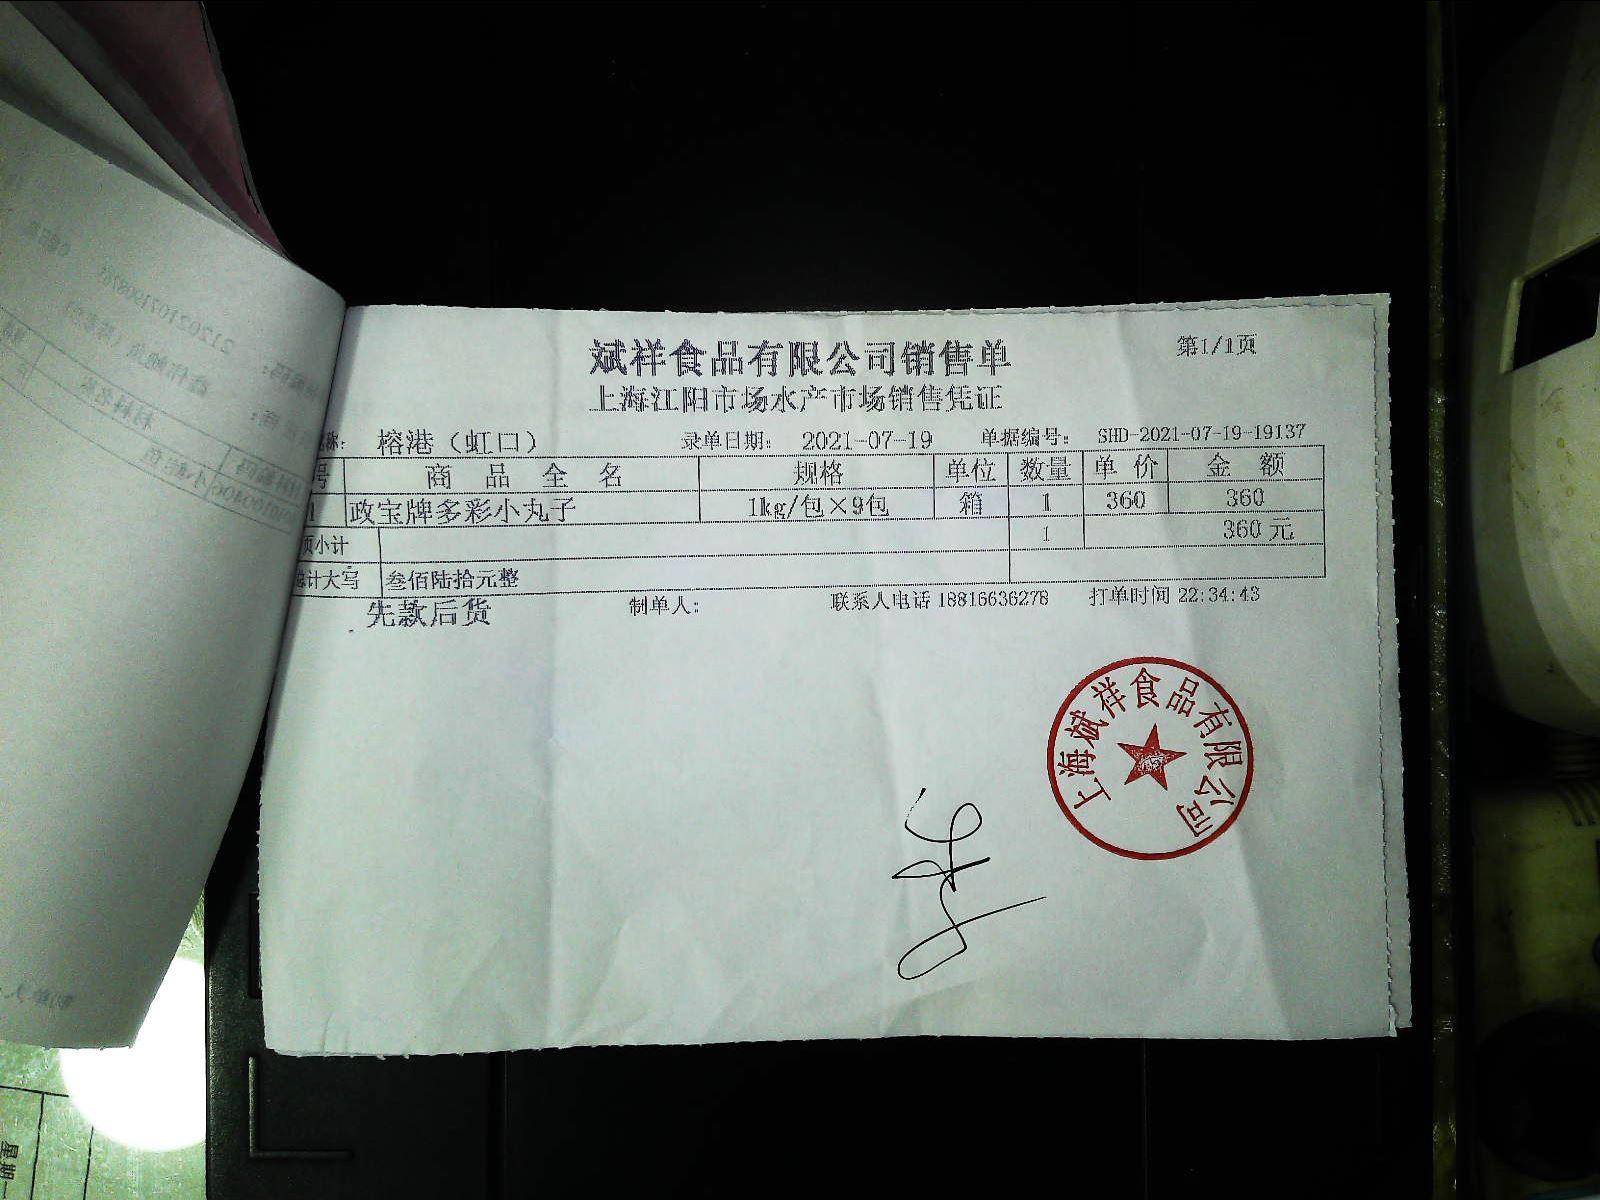 斌祥食品有限公司销售单
第1/1页
上海江阳市场水产市场销售凭证
称: 榕港（虹口） 录单日期: 2021-07-19 单据编号: SHD-2021-07-19-19137
号 商品全名 规格 单位 数量 单价 金额
1 政宝牌多彩小丸子 1kg/包×9包 箱 1 360 360
页小计 1 360元
总计大写 叁佰陆拾元整
先款后货 制单人: 联系人电话 18816636278 打单时间 22:34:43
上海斌祥食品有限公司